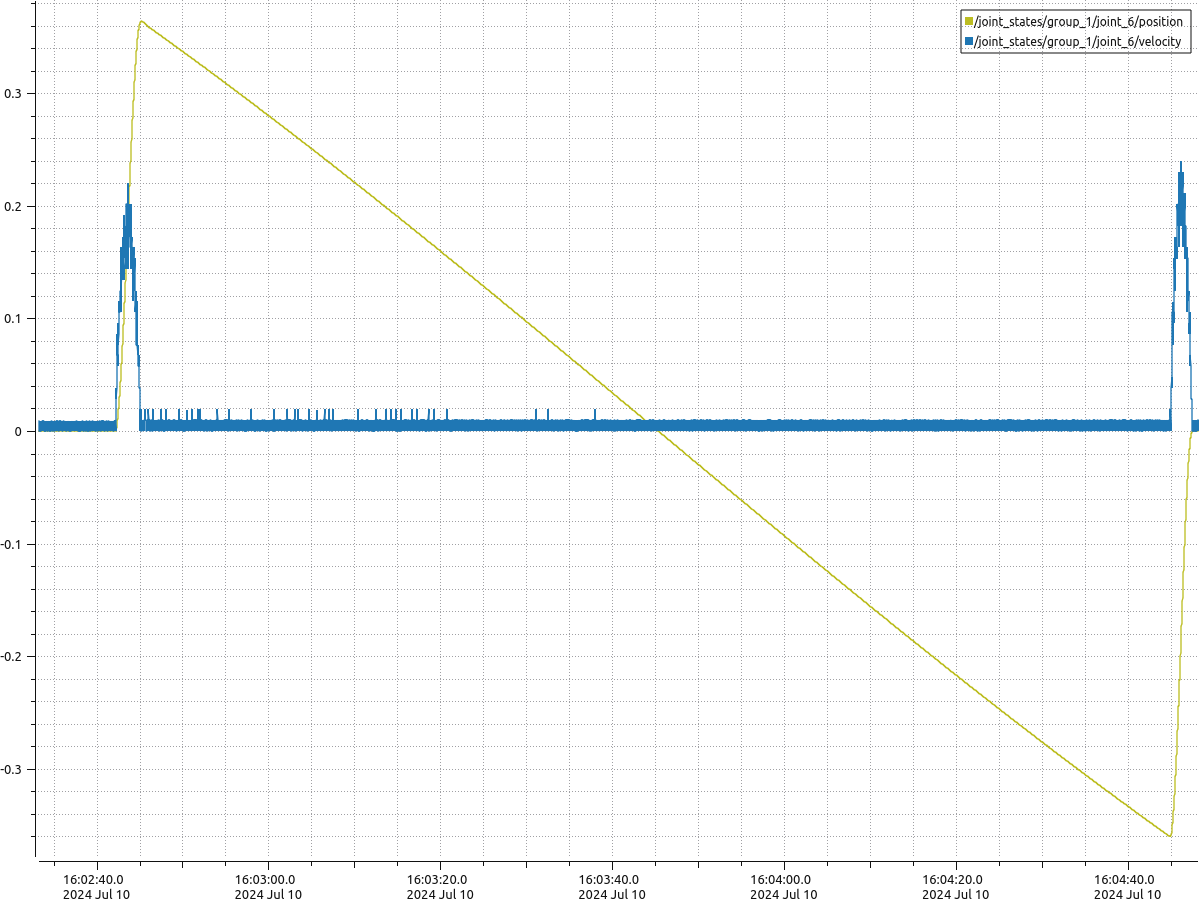 /joint_states/group_1/joint_6/position
/joint_states/group_1/joint_6/velocity
0.3
0.2
0.1
0
-0.1
-0.2
-0.3
16:02:40.0 16:03:00.0 16:03:20.0 16:03:40.0 16:04:00.0 16:04:20.0 16:04:40.0
2024 Jul 10 2024 Jul 10 2024 Jul 10 2024 Jul 10 2024 Jul 10 2024 Jul 10 2024 Jul 10